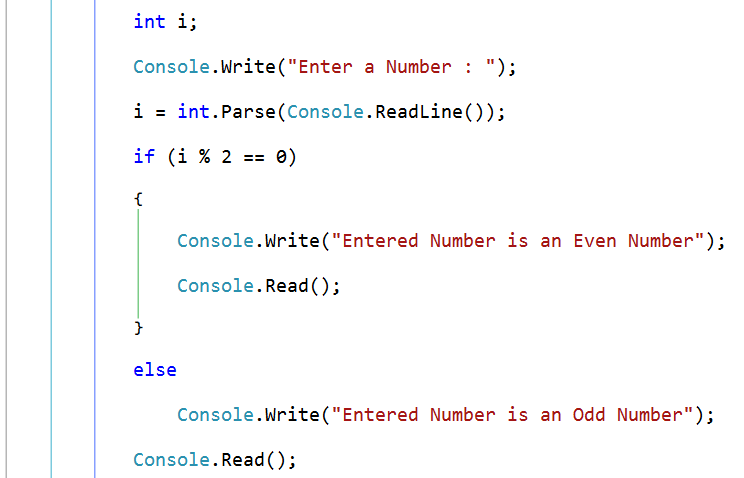 int i;
Console.Write("Enter a Number : ");
i = int.Parse(Console.ReadLine());
if (i % 2 == 0)
{
Console.Write("Entered Number is an Even Number");
Console.Read();
}
else
Console.Write("Entered Number is an Odd Number");
Console.Read();